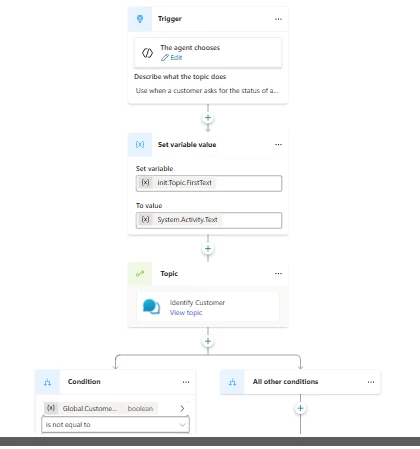 Trigger
The agent chooses
Edit
Describe what the topic does
Use when a customer asks for the status of a...
Set variable value
Set variable
{x} init:Topic.FirstText
To value
{x} System.Activity.Text
Topic
Identify Customer
View topic
Condition
All other conditions
{x} Global.Custome... boolean
is not equal to